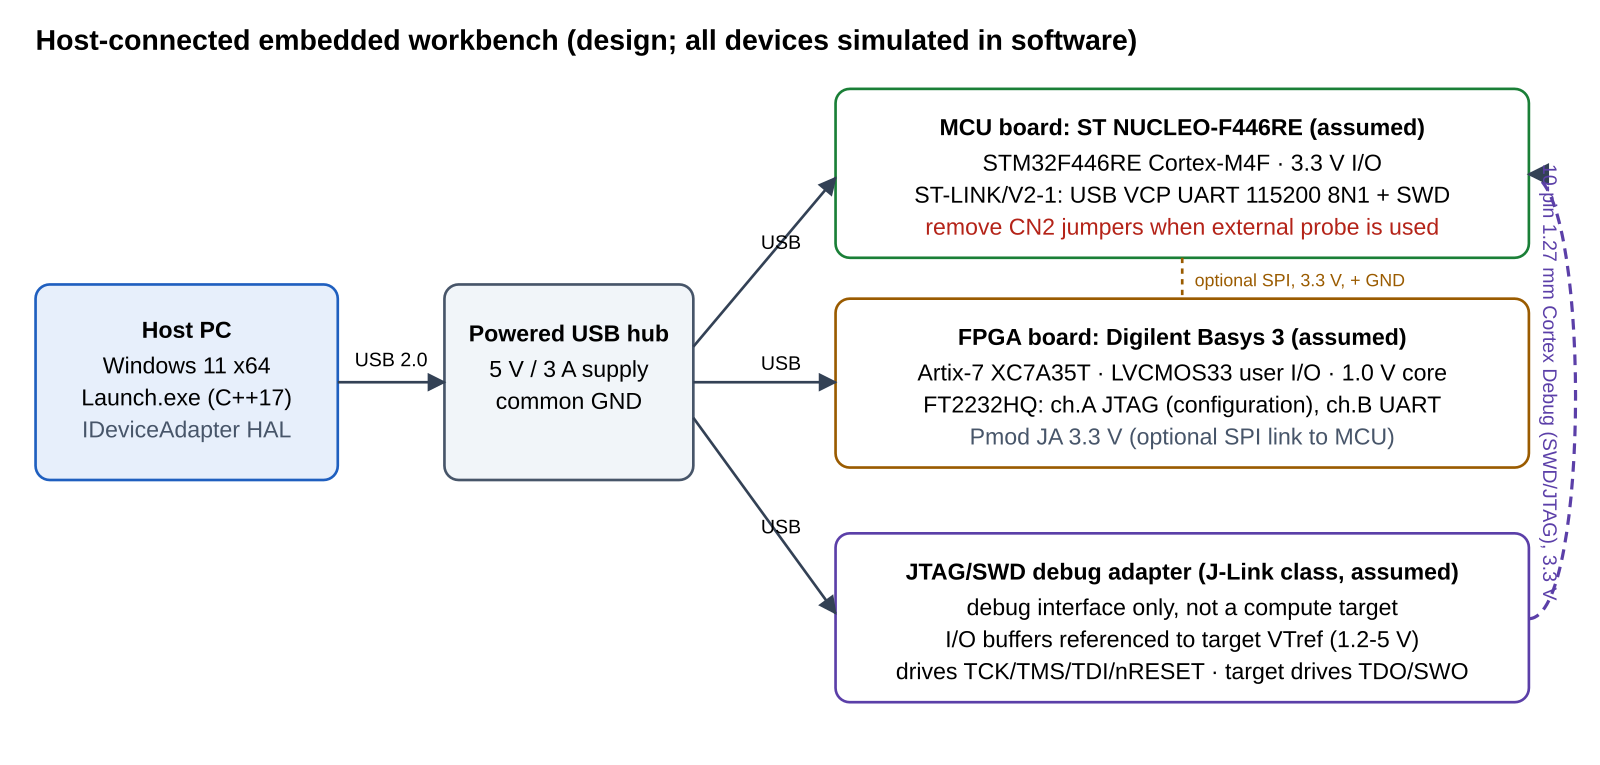 Host-connected embedded workbench (design; all devices simulated in software)
Host PC
Windows 11 x64
Launch.exe (C++17)
IDeviceAdapter HAL
USB 2.0
Powered USB hub
5 V / 3 A supply
common GND
USB
USB
USB
MCU board: ST NUCLEO-F446RE (assumed)
STM32F446RE Cortex-M4F · 3.3 V I/O
ST-LINK/V2-1: USB VCP UART 115200 8N1 + SWD
remove CN2 jumpers when external probe is used
optional SPI, 3.3 V, + GND
FPGA board: Digilent Basys 3 (assumed)
Artix-7 XC7A35T · LVCMOS33 user I/O · 1.0 V core
FT2232HQ: ch.A JTAG (configuration), ch.B UART
Pmod JA 3.3 V (optional SPI link to MCU)
JTAG/SWD debug adapter (J-Link class, assumed)
debug interface only, not a compute target
I/O buffers referenced to target VTref (1.2-5 V)
drives TCK/TMS/TDI/nRESET · target drives TDO/SWO
10-pin 1.27 mm Cortex Debug (SWD/JTAG), 3.3 V